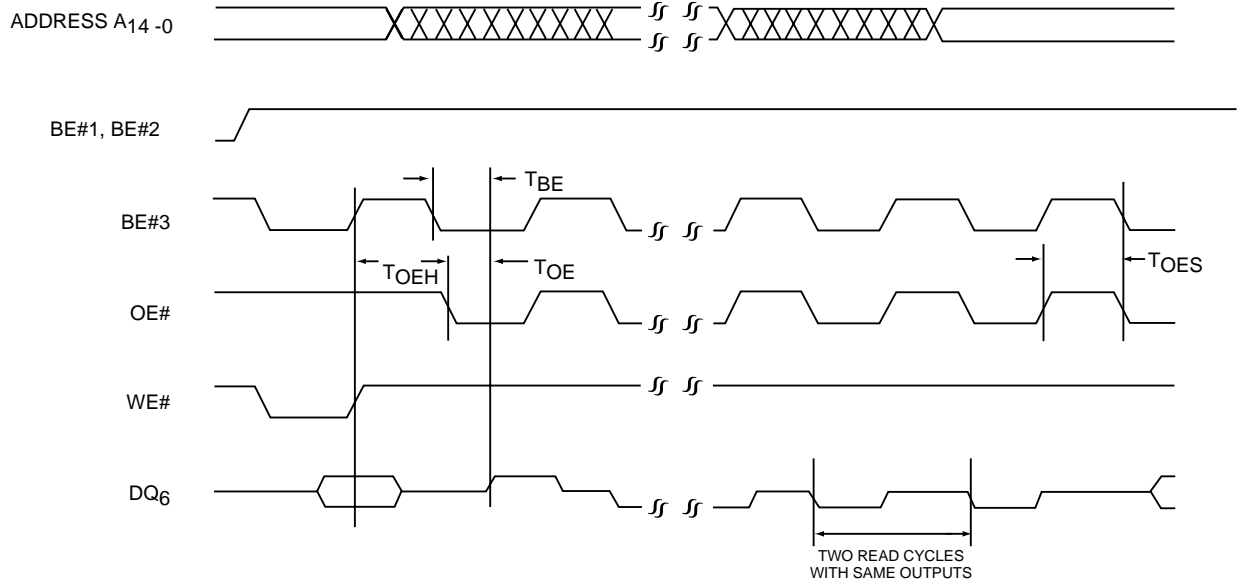 ADDRESS A14 -0
BE#1, BE#2
TBE
BE#3
TOEH
TOE
TOES
OE#
WE#
DQ6
TWO READ CYCLES
WITH SAME OUTPUTS